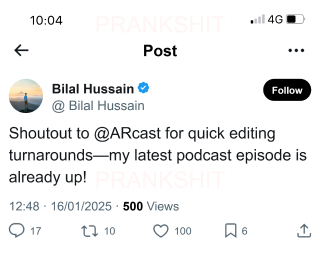 10:04
PRANKSHIT
4G
Post
Bilal Hussain
@ Bilal Hussain
Follow
Shoutout to @ARcast for quick editing
turnarounds—my latest podcast episode is
already up!
PRANKSHIT
12:48 · 16/01/2025 · 500 Views
17 10 100 6